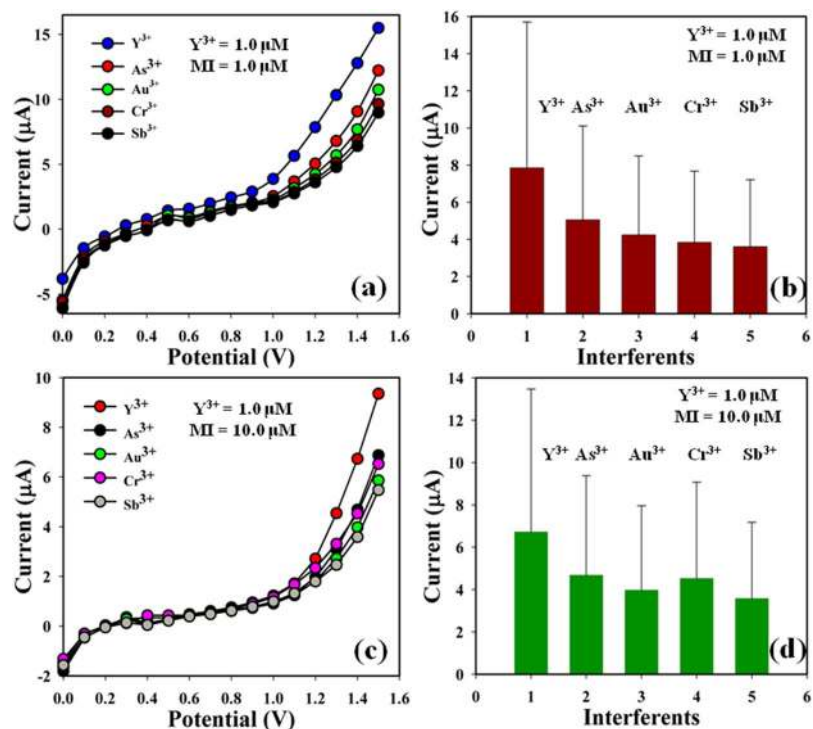 Y³⁺
As³⁺
Au³⁺
Cr³⁺
Sb³⁺
Y³⁺ = 1.0 µM
MI = 1.0 µM
15
10
5
0
-5
Current (µA)
0.0 0.2 0.4 0.6 0.8 1.0 1.2 1.4 1.6
Potential (V)
(a)
Y³⁺ = 1.0 µM
MI = 1.0 µM
Y³⁺ As³⁺ Au³⁺ Cr³⁺ Sb³⁺
16
14
12
10
8
6
4
2
0
Current (µA)
0 1 2 3 4 5 6
Interferents
(b)
Y³⁺
As³⁺
Au³⁺
Cr³⁺
Sb³⁺
Y³⁺ = 1.0 µM
MI = 10.0 µM
10
8
6
4
2
0
-2
Current (µA)
0.0 0.2 0.4 0.6 0.8 1.0 1.2 1.4 1.6
Potential (V)
(c)
Y³⁺ = 1.0 µM
MI = 10.0 µM
Y³⁺ As³⁺ Au³⁺ Cr³⁺ Sb³⁺
14
12
10
8
6
4
2
0
Current (µA)
0 1 2 3 4 5 6
Interferents
(d)